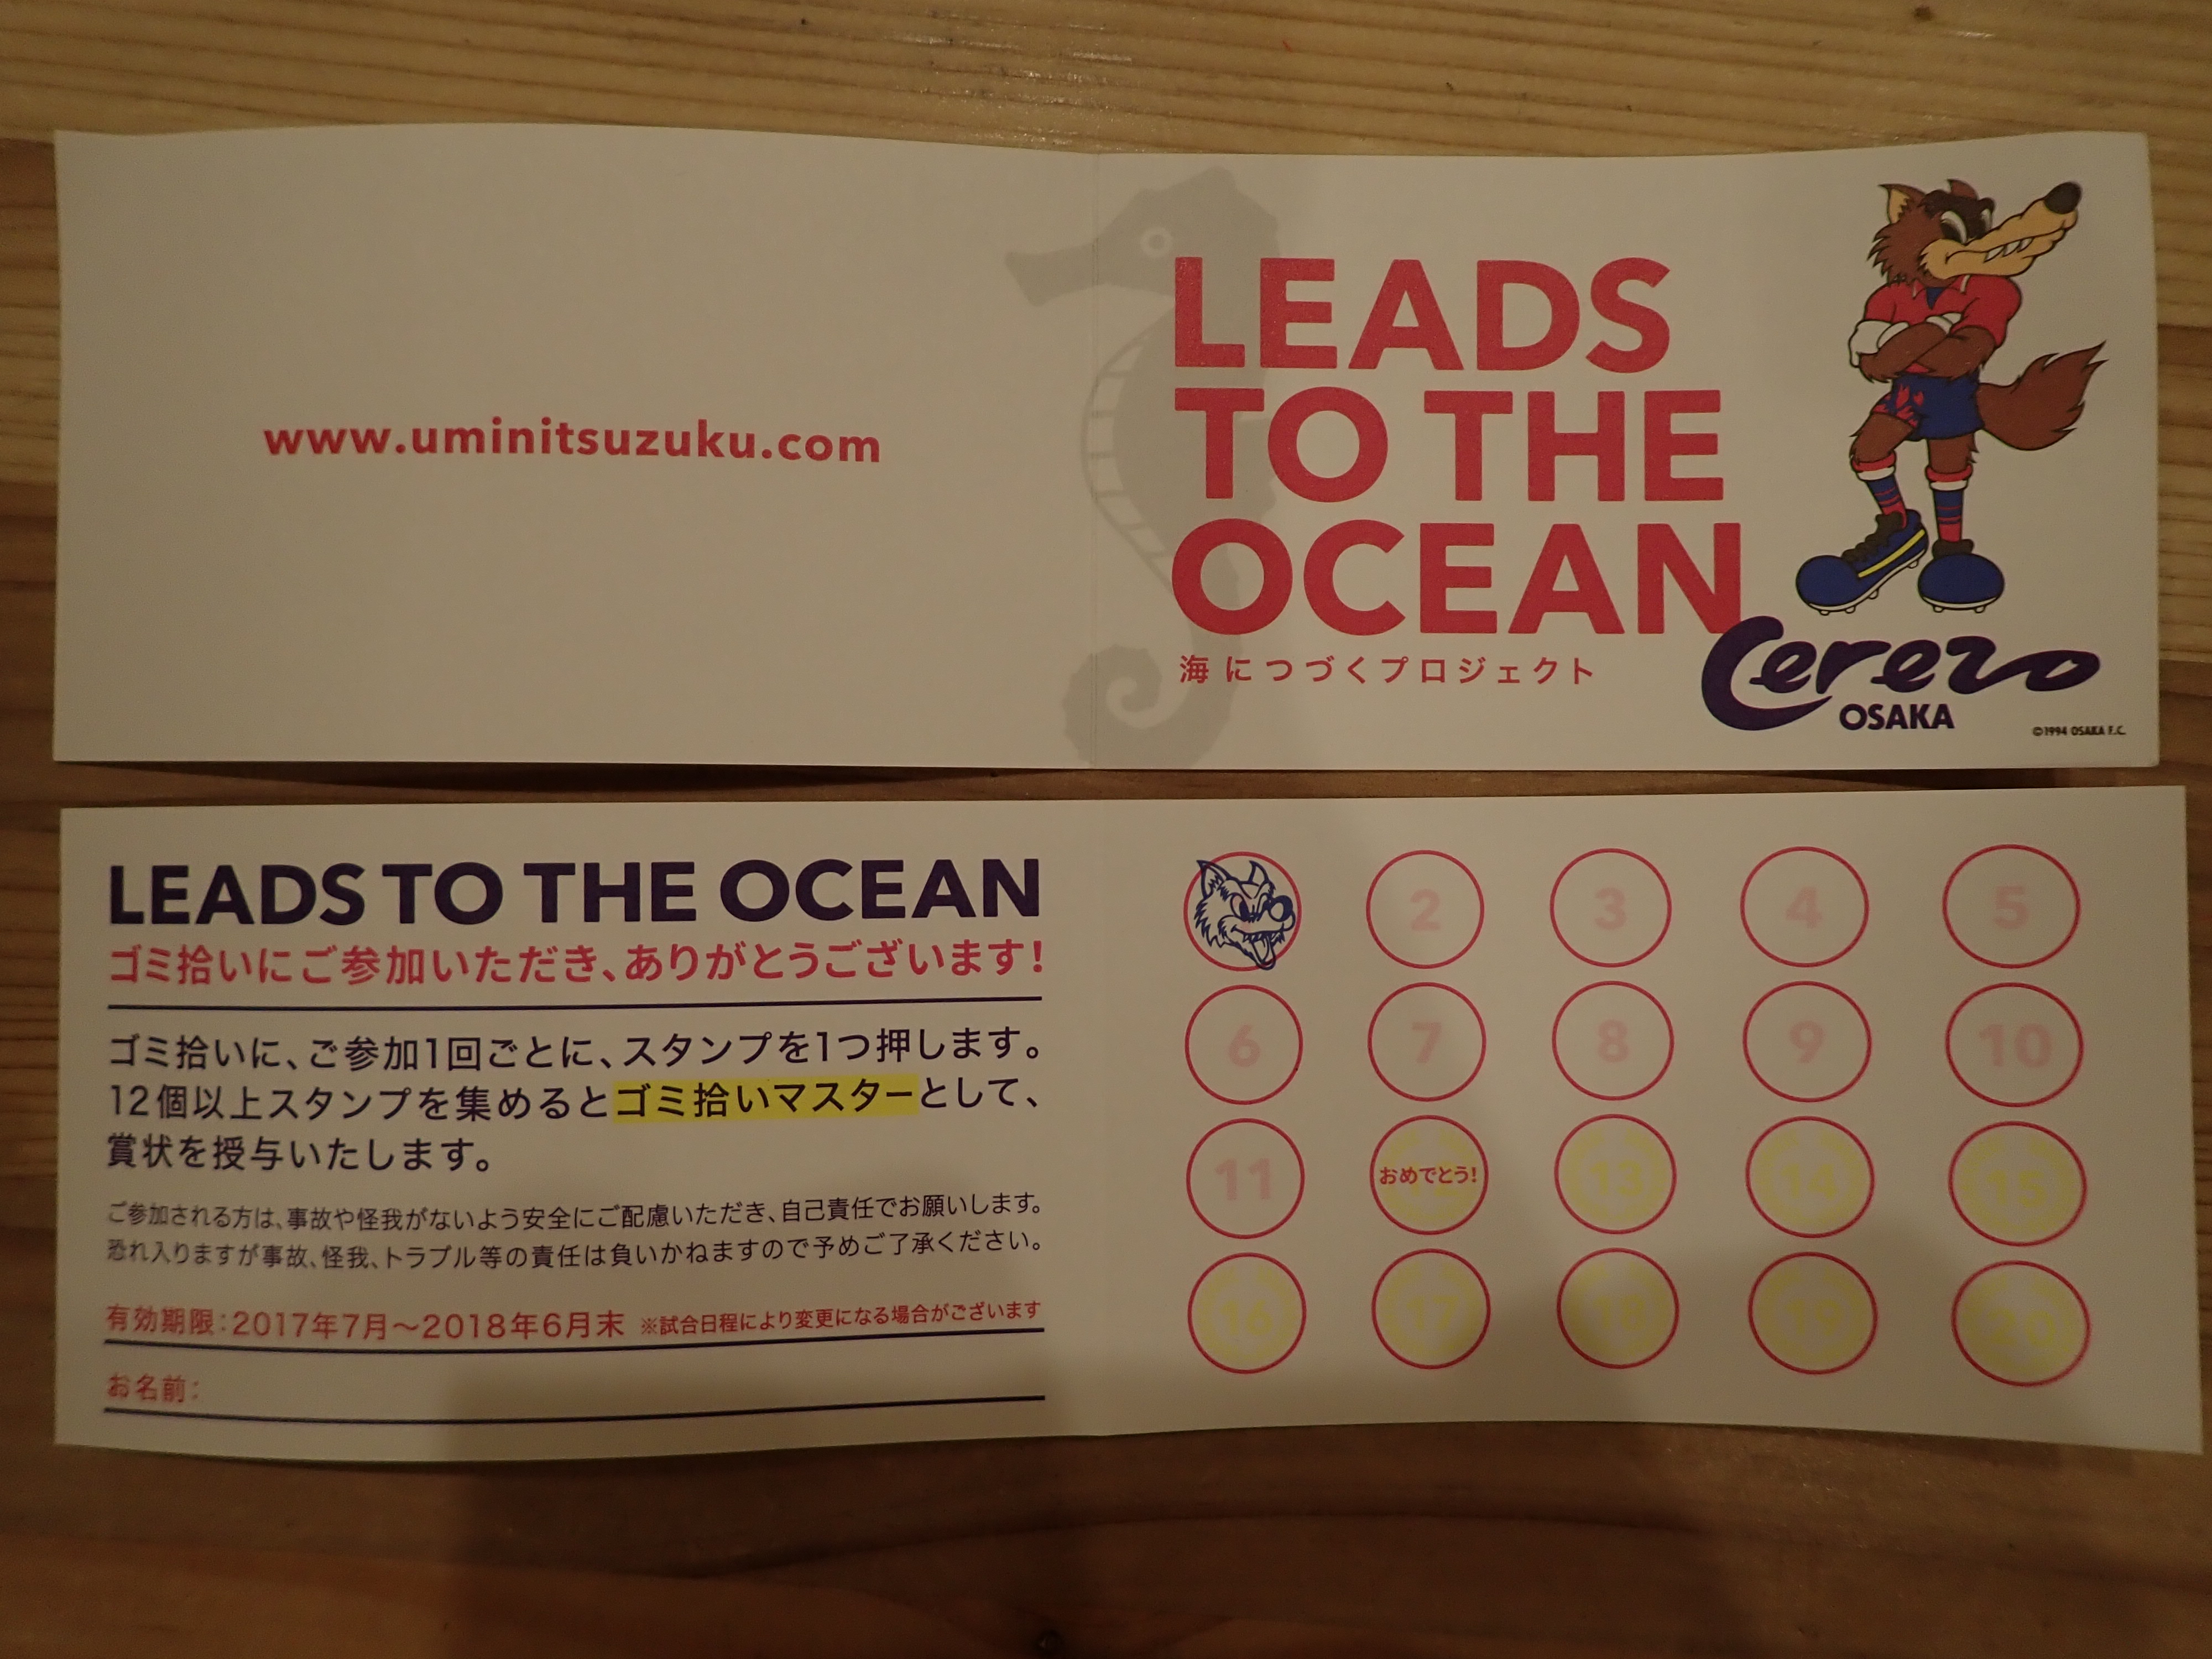 www.uminitsuzuku.com
LEADS
TO THE
OCEAN
海につづくプロジェクト
Cerezo
OSAKA
©1994 OSAKA F.C.
LEADS TO THE OCEAN
ゴミ拾いにご参加いただき、ありがとうございます!
ゴミ拾いに、ご参加1回ごとに、スタンプを1つ押します。
12個以上スタンプを集めるとゴミ拾いマスターとして、
賞状を授与いたします。
ご参加される方は、事故や怪我がないよう安全にご配慮いただき、自己責任でお願いします。
恐れ入りますが事故、怪我、トラブル等の責任は負いかねますので予めご了承ください。
有効期限:2017年7月～2018年6月末 ※試合日程により変更になる場合がございます
お名前:
2 3 4 5
6 7 8 9 10
11 12 おめでとう! 13 14 15
16 17 18 19 20